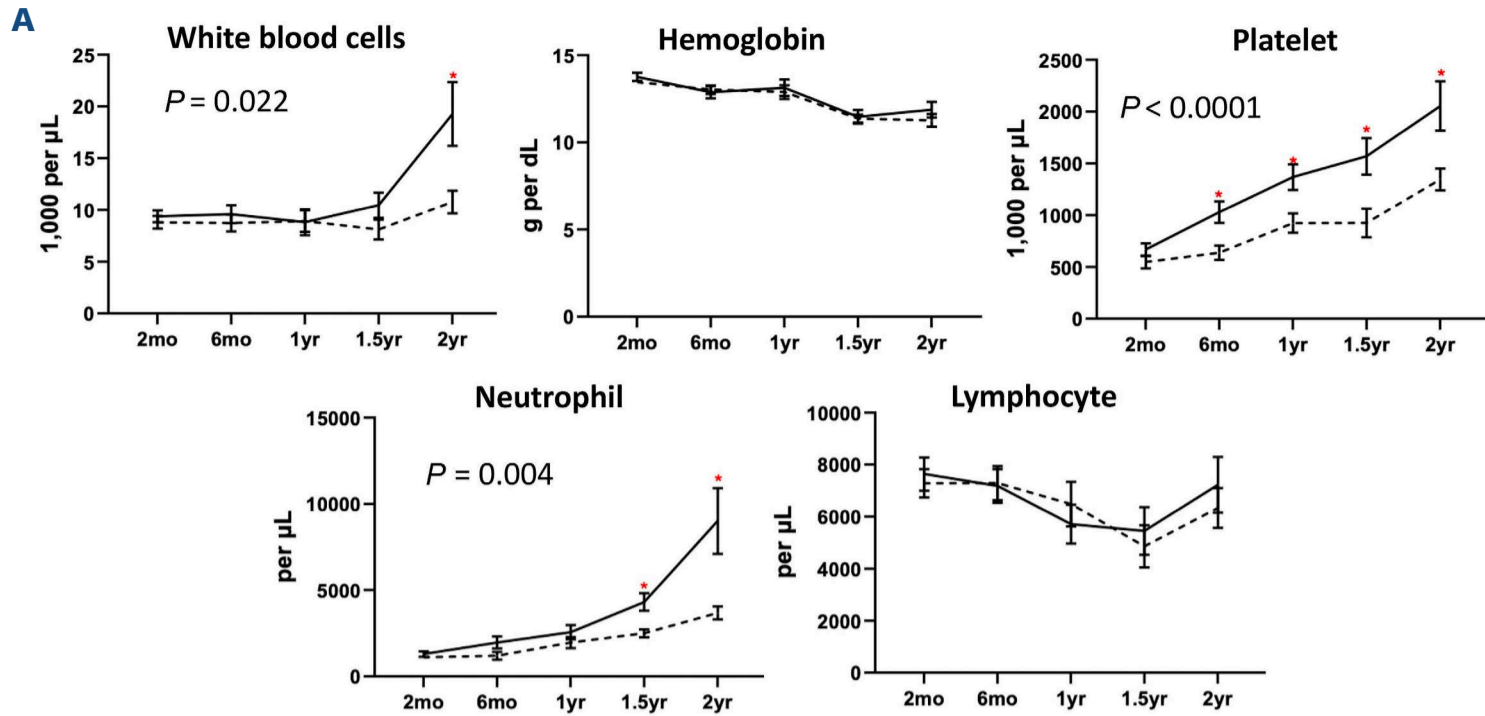 A
White blood cells
1,000 per µL
25
20
15
10
5
0
P = 0.022
*
2mo 6mo 1yr 1.5yr 2yr
Hemoglobin
g per dL
15
10
5
0
2mo 6mo 1yr 1.5yr 2yr
Platelet
1,000 per µL
2500
2000
1500
1000
500
0
P < 0.0001
* * * *
2mo 6mo 1yr 1.5yr 2yr
Neutrophil
per µL
15000
10000
5000
0
P = 0.004
* *
2mo 6mo 1yr 1.5yr 2yr
Lymphocyte
per µL
10000
8000
6000
4000
2000
0
2mo 6mo 1yr 1.5yr 2yr